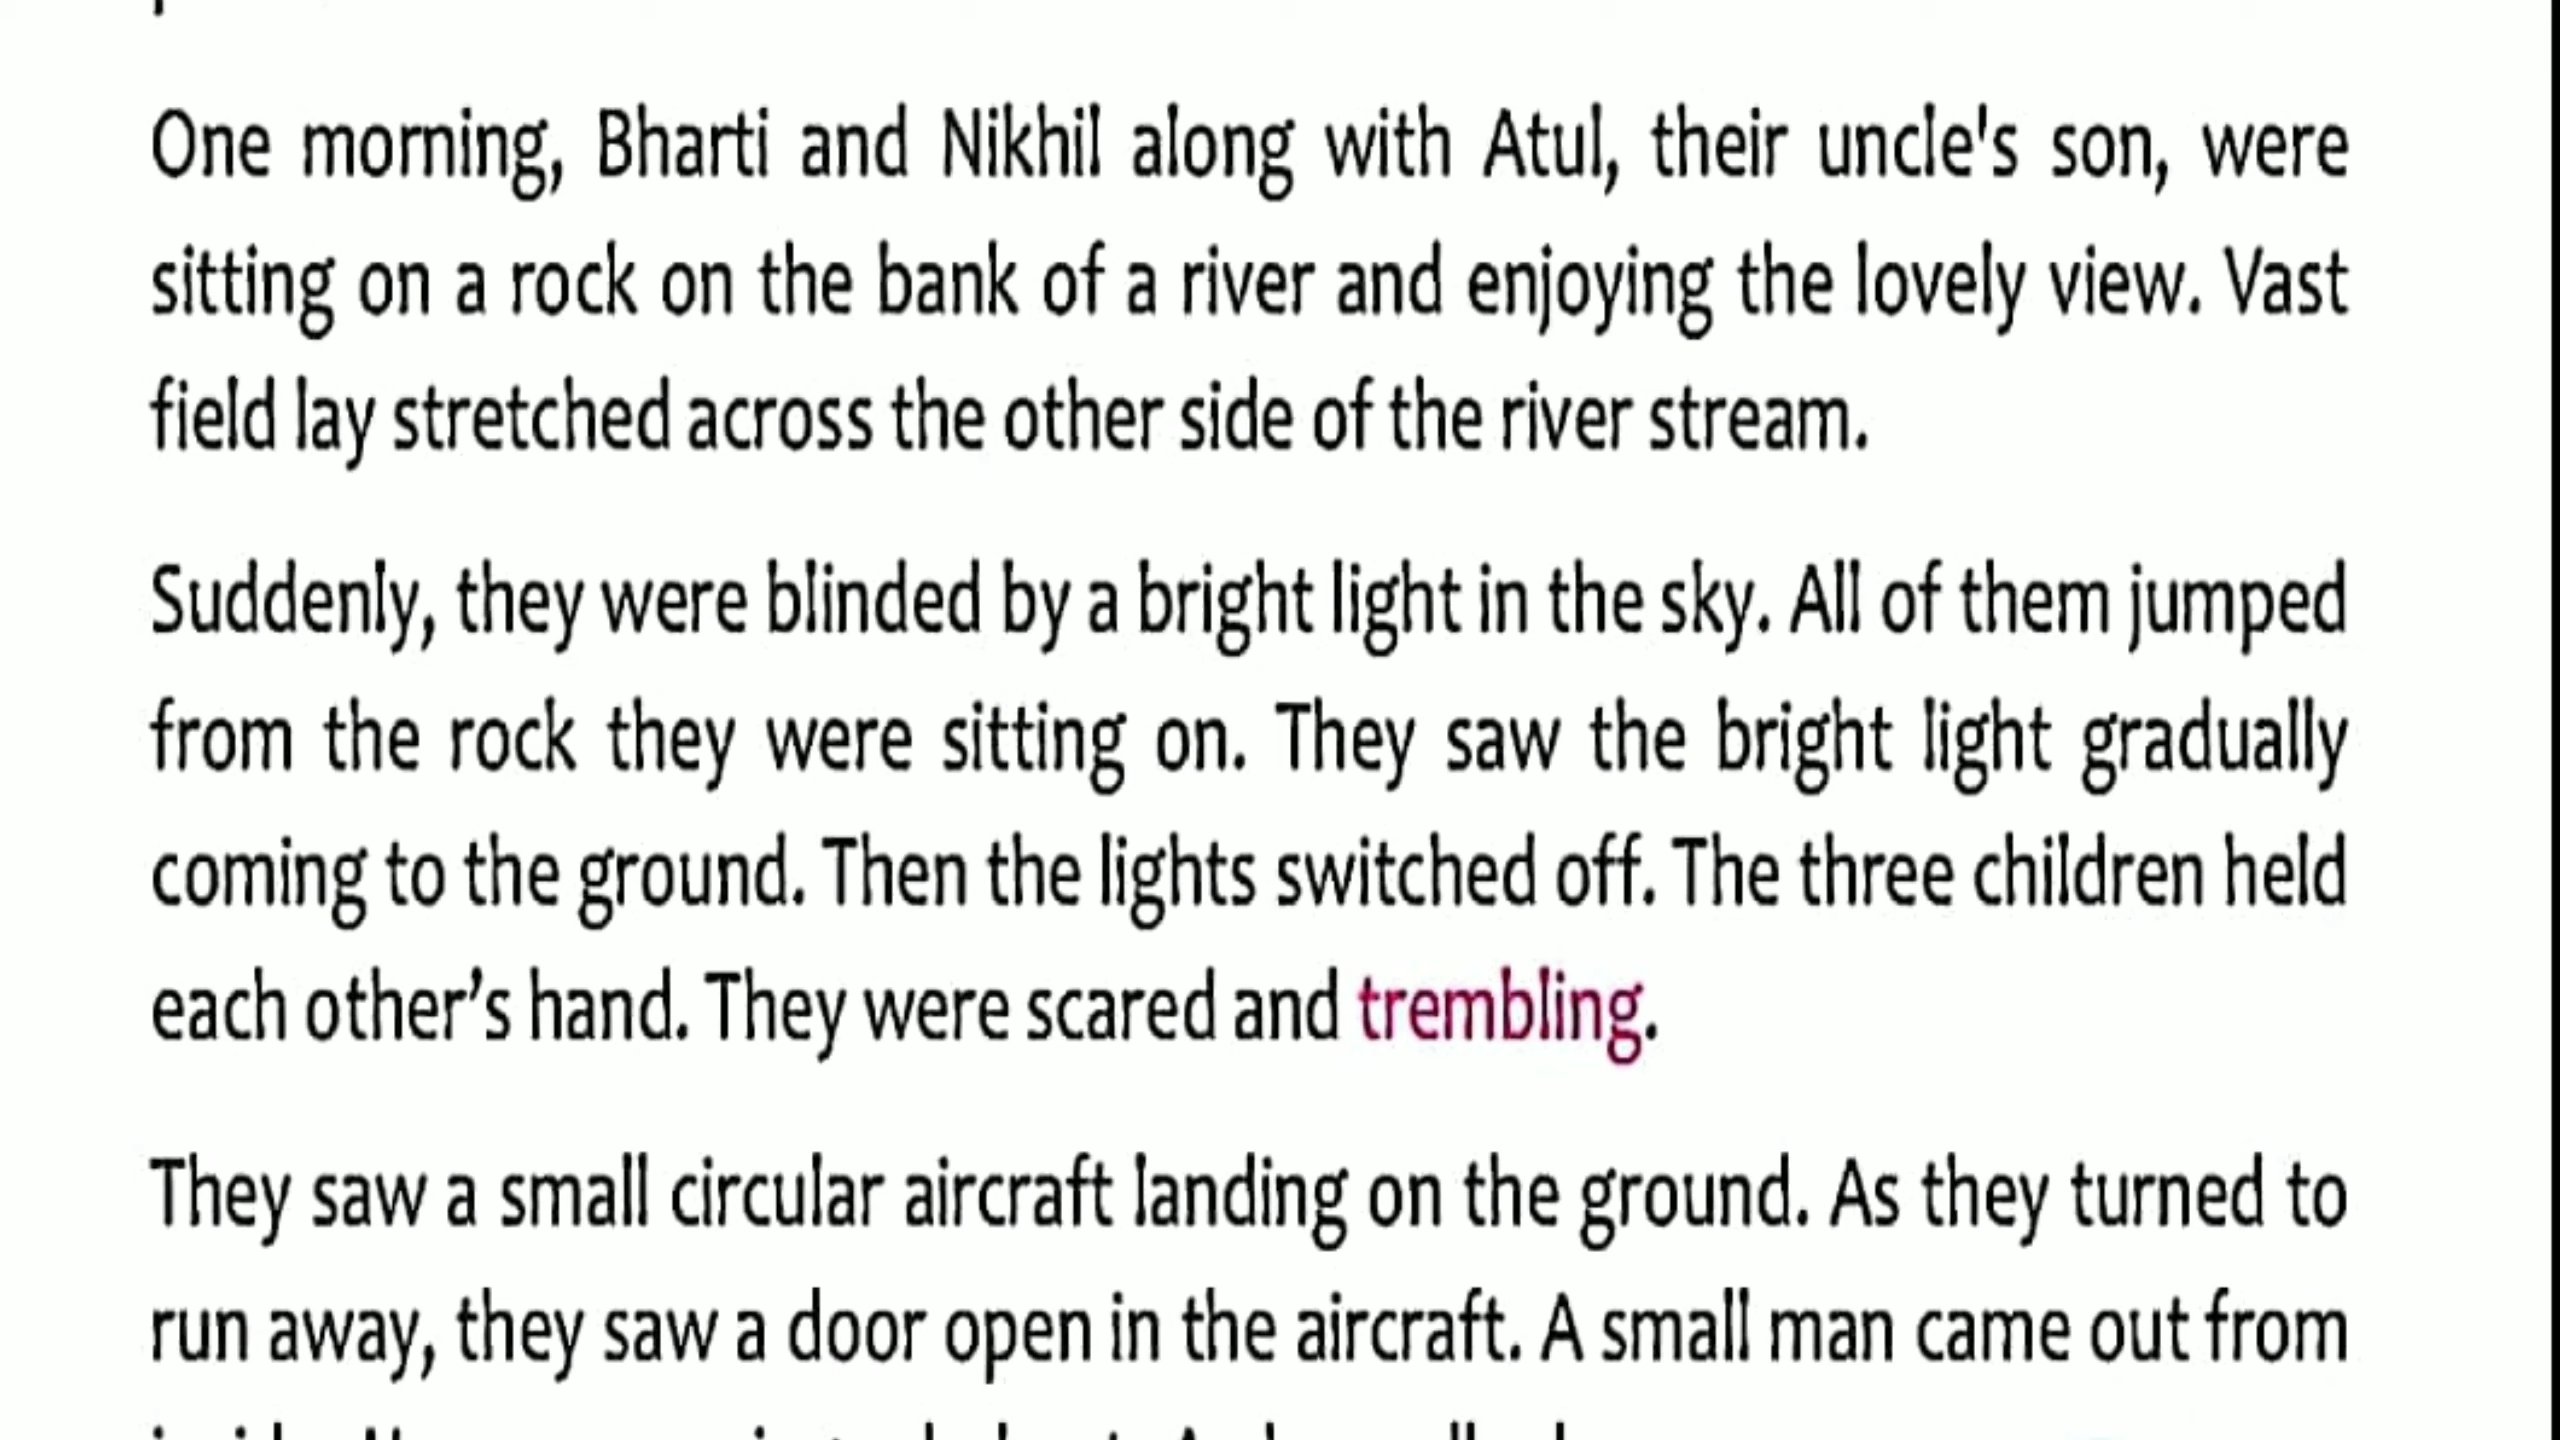 One morning, Bharti and Nikhil along with Atul, their uncle's son, were
sitting on a rock on the bank of a river and enjoying the lovely view. Vast
field lay stretched across the other side of the river stream.
Suddenly, they were blinded by a bright light in the sky. All of them jumped
from the rock they were sitting on. They saw the bright light gradually
coming to the ground. Then the lights switched off. The three children held
each other’s hand. They were scared and trembling.
They saw a small circular aircraft landing on the ground. As they turned to
run away, they saw a door open in the aircraft. A small man came out from